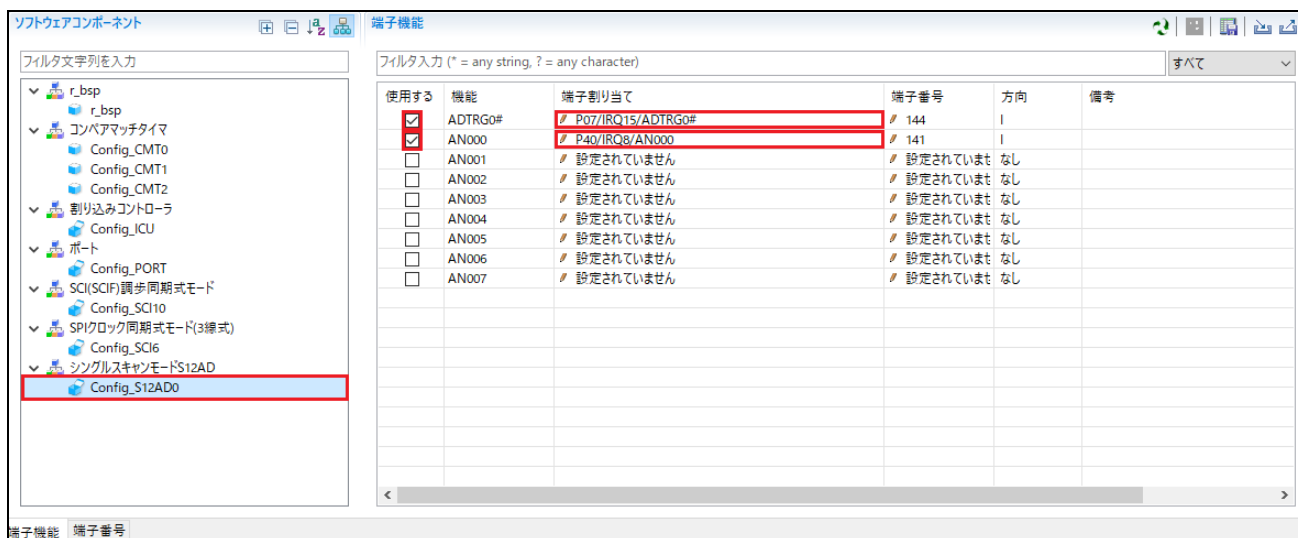 ソフトウェアコンポーネント
フィルタ文字列を入力
r_bsp
r_bsp
コンペアマッチタイマ
Config_CMT0
Config_CMT1
Config_CMT2
割り込みコントローラ
Config_ICU
ポート
Config_PORT
SCI(SCIF)調歩同期式モード
Config_SCI10
SPIクロック同期式モード(3線式)
Config_SCI6
シングルスキャンモードS12AD
Config_S12AD0
端子機能
フィルタ入力 (* = any string, ? = any character) すべて
使用する 機能 端子割り当て 端子番号 方向 備考
ADTRG0# P07/IRQ15/ADTRG0# 144 I
AN000 P40/IRQ8/AN000 141 I
AN001 設定されていません 設定されていませ なし
AN002 設定されていません 設定されていませ なし
AN003 設定されていません 設定されていませ なし
AN004 設定されていません 設定されていませ なし
AN005 設定されていません 設定されていませ なし
AN006 設定されていません 設定されていませ なし
AN007 設定されていません 設定されていませ なし
端子機能 端子番号